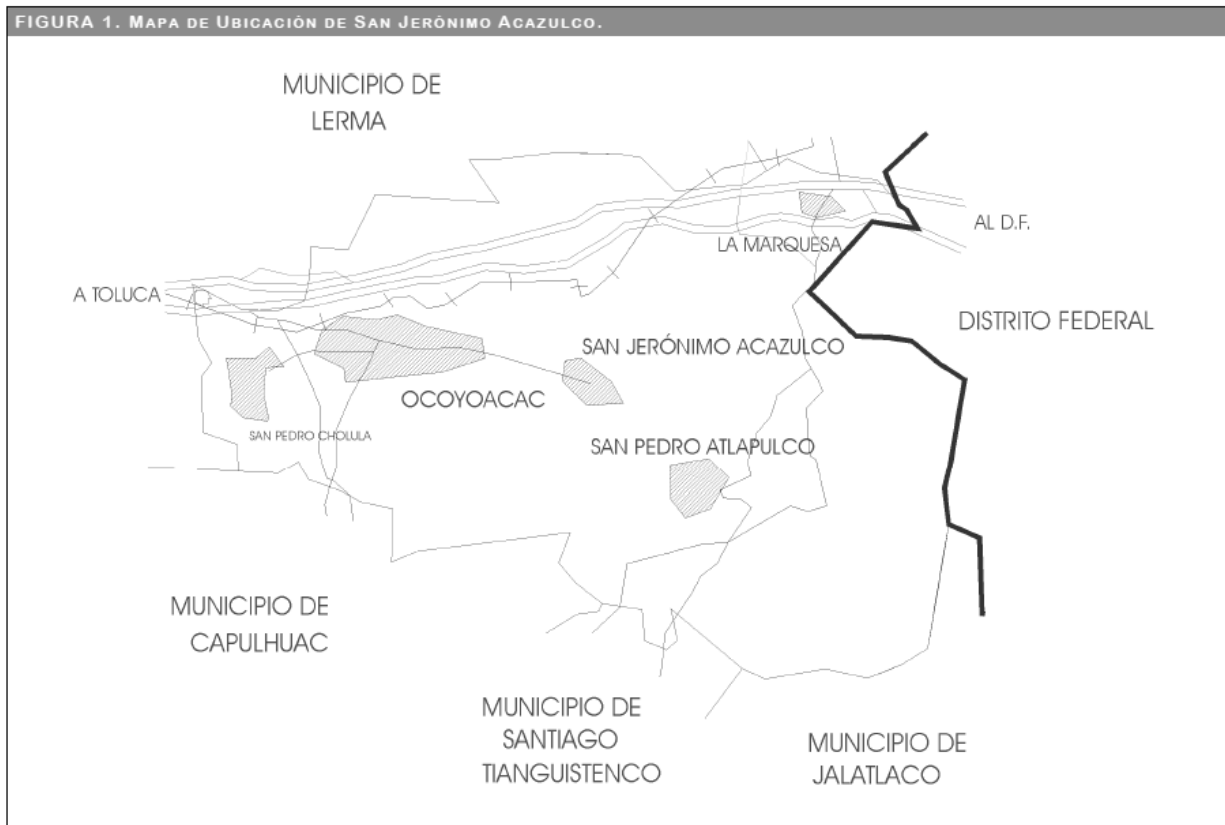 FIGURA 1. MAPA DE UBICACIÓN DE SAN JERÓNIMO ACAZULCO.
MUNICIPIO DE
LERMA
AL D.F.
LA MARQUESA
A TOLUCA
DISTRITO FEDERAL
SAN JERÓNIMO ACAZULCO
OCOYOACAC
SAN PEDRO CHOLULA
SAN PEDRO ATLAPULCO
MUNICIPIO DE
CAPULHUAC
MUNICIPIO DE
SANTIAGO
TIANGUISTENCO
MUNICIPIO DE
JALATLACO